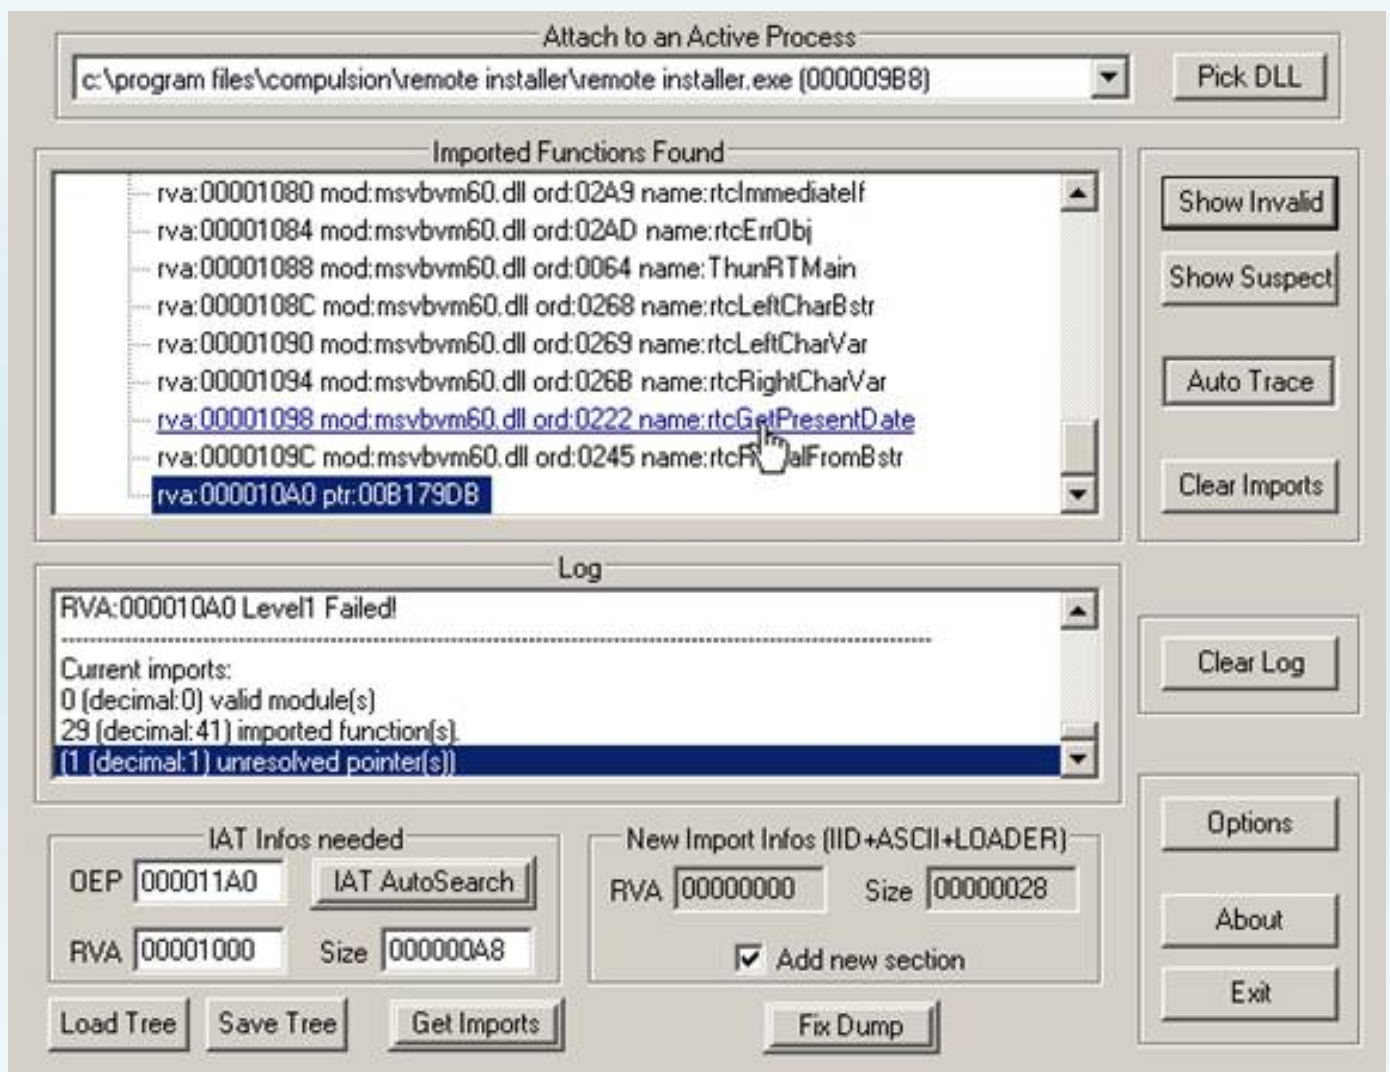 Attach to an Active Process
c:\program files\compulsion\remote installer\remote installer.exe (000009B8)
Pick DLL
Imported Functions Found
rva:00001080 mod:msvbvm60.dll ord:02A9 name:rtcImmediateIf
rva:00001084 mod:msvbvm60.dll ord:02AD name:rtcErrObj
rva:00001088 mod:msvbvm60.dll ord:0064 name:ThunRTMain
rva:0000108C mod:msvbvm60.dll ord:0268 name:rtcLeftCharBstr
rva:00001090 mod:msvbvm60.dll ord:0269 name:rtcLeftCharVar
rva:00001094 mod:msvbvm60.dll ord:026B name:rtcRightCharVar
rva:00001098 mod:msvbvm60.dll ord:0222 name:rtcGetPresentDate
rva:0000109C mod:msvbvm60.dll ord:0245
rva:000010A0 ptr:00B179DB
Show Invalid
Show Suspect
Auto Trace
Clear Imports
Log
RVA:000010A0 Level1 Failed!
Current imports:
0 (decimal:0) valid module(s)
29 (decimal:41) imported function(s).
(1 (decimal:1) unresolved pointer(s))
Clear Log
IAT Infos needed
OEP 000011A0 IAT AutoSearch
RVA 00001000 Size 000000A8
New Import Infos (IID+ASCII+LOADER)
RVA 00000000 Size 00000028
Add new section
Options
About
Exit
Load Tree
Save Tree
Get Imports
Fix Dump